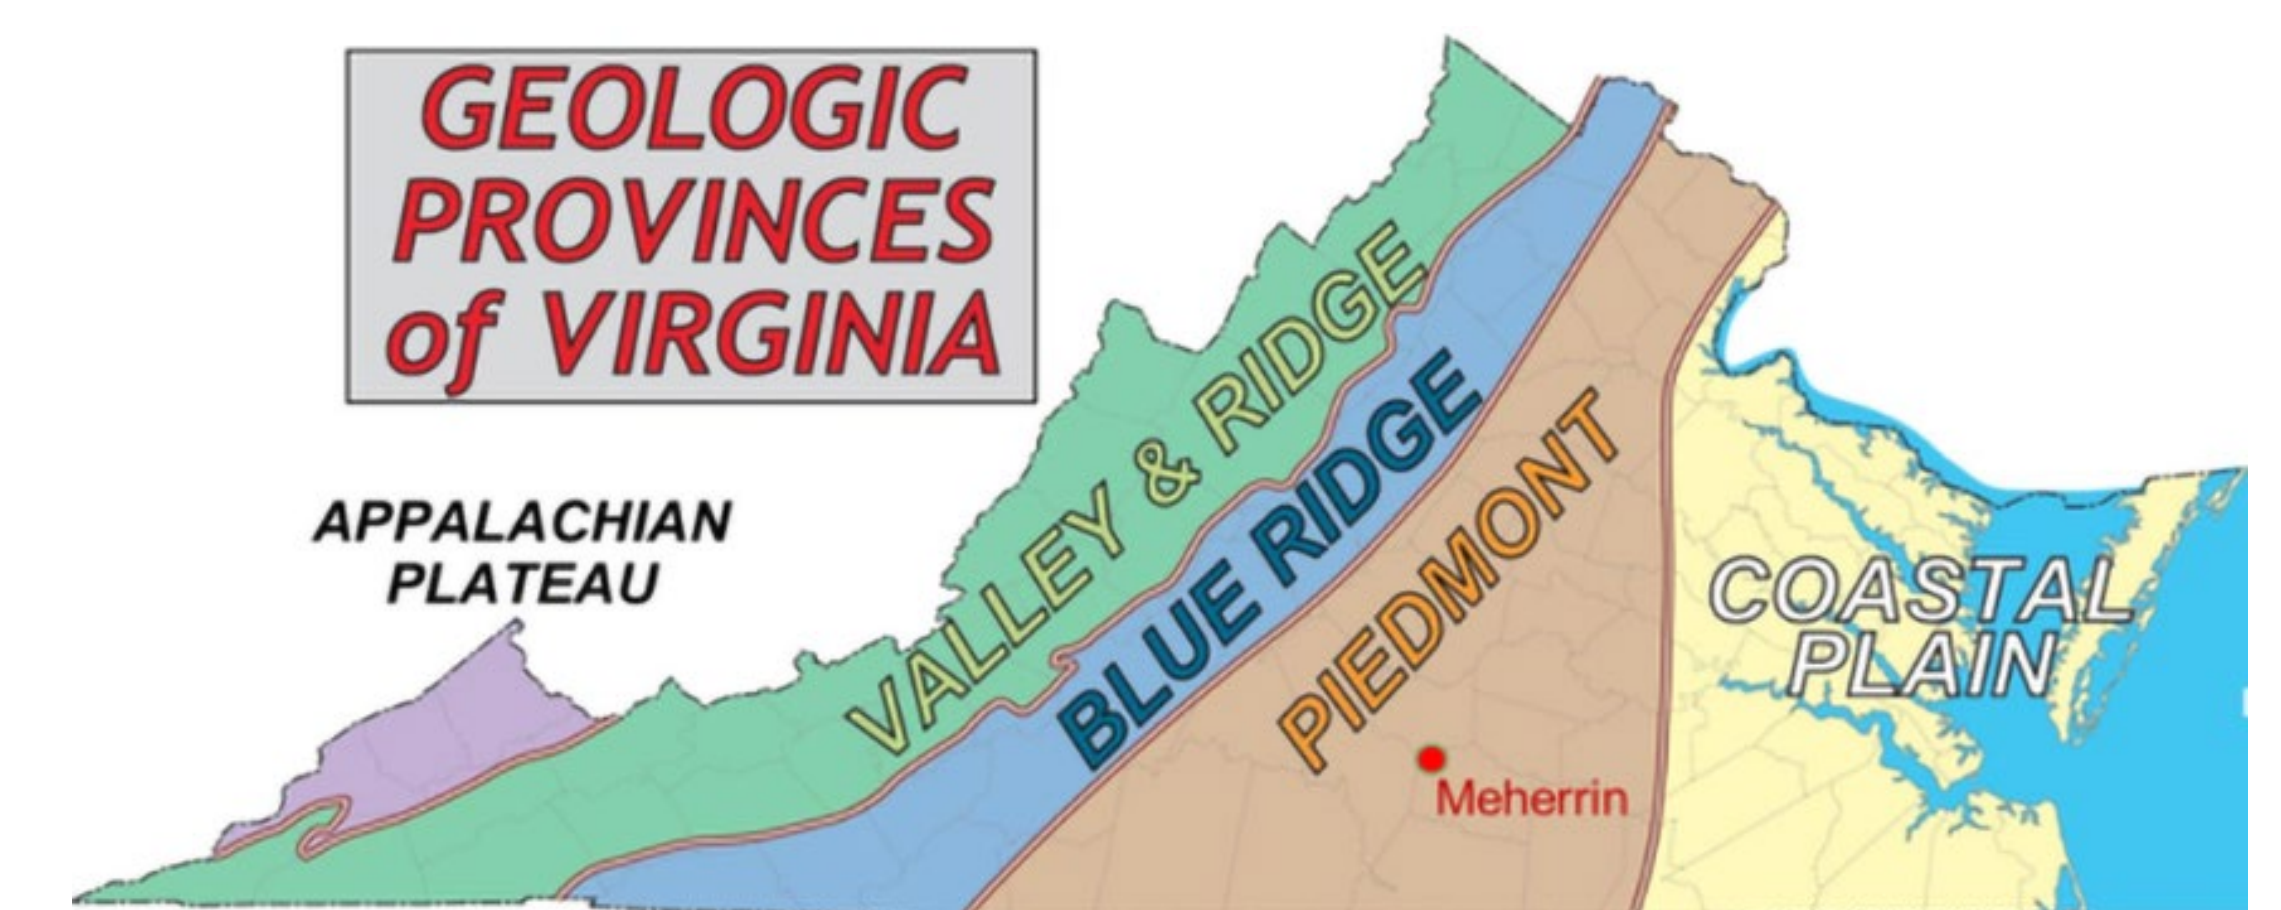 GEOLOGIC
PROVINCES
of VIRGINIA
APPALACHIAN
PLATEAU
VALLEY & RIDGE
BLUE RIDGE
PIEDMONT
COASTAL
PLAIN
Meherrin